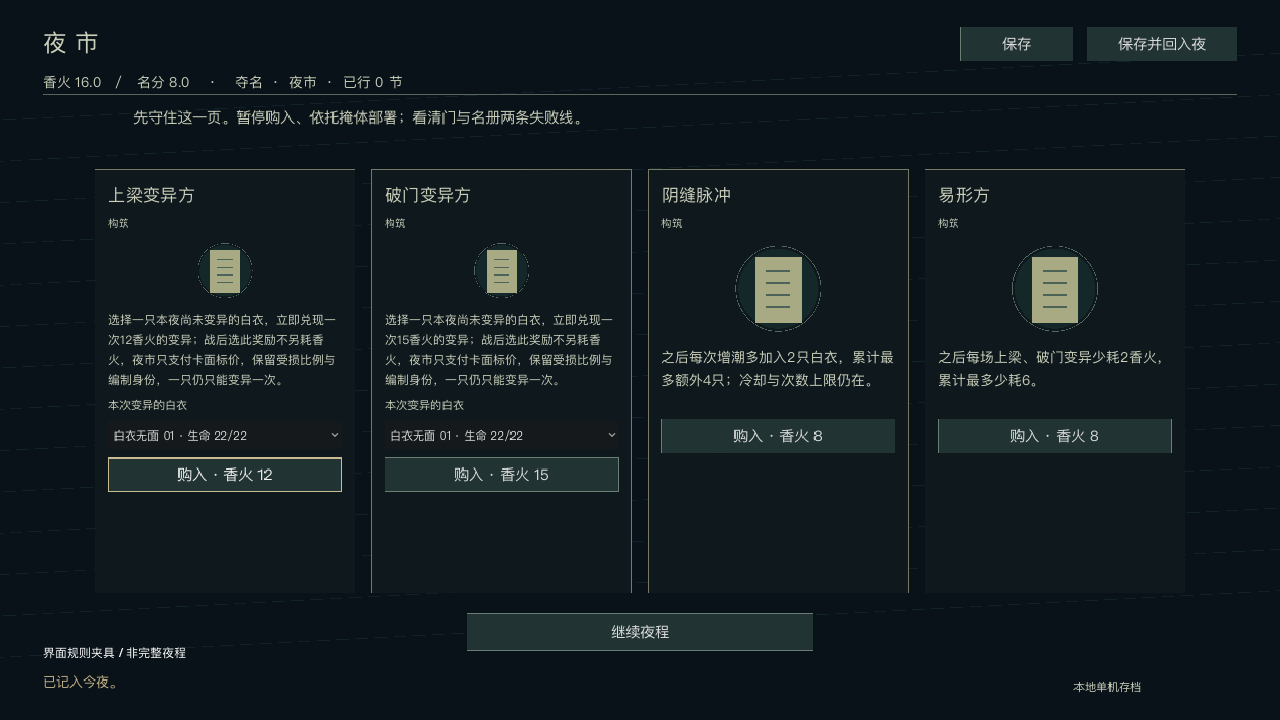 夜市
保存
保存并回入夜
香火 16.0 / 名分 8.0 · 夺名 · 夜市 · 已行 0 节
先守住这一页。暂停购入、依托掩体部署；看清门与名册两条失败线。
上梁变异方
构筑
选择一只本夜尚未变异的白衣，立即兑现一
次12香火的变异；战后选此奖励不另耗香
火，夜市只支付卡面标价，保留受损比例与
编制身份，一只仍只能变异一次。
本次变异的白衣
白衣无面 01 · 生命 22/22
购入 · 香火 12
破门变异方
构筑
选择一只本夜尚未变异的白衣，立即兑现一
次15香火的变异；战后选此奖励不另耗香
火，夜市只支付卡面标价，保留受损比例与
编制身份，一只仍只能变异一次。
本次变异的白衣
白衣无面 01 · 生命 22/22
购入 · 香火 15
阴缝脉冲
构筑
之后每次增潮多加入2只白衣，累计最
多额外4只；冷却与次数上限仍在。
购入 · 香火 8
易形方
构筑
之后每场上梁、破门变异少耗2香火，
累计最多少耗6。
购入 · 香火 8
继续夜程
界面规则夹具 / 非完整夜程
已记入今夜。
本地单机存档